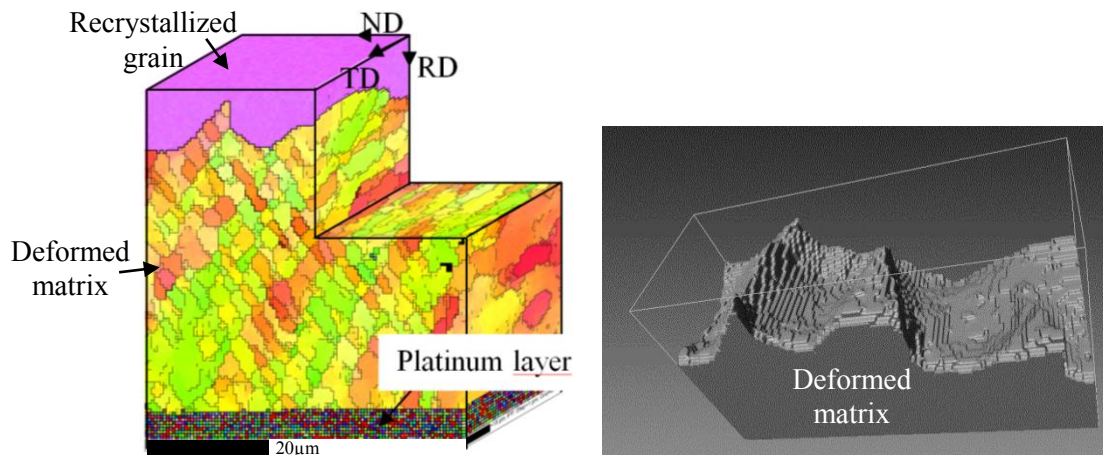 Recrystallized
grain
ND
TD
RD
Deformed
matrix
Platinum layer
20μm
Deformed
matrix